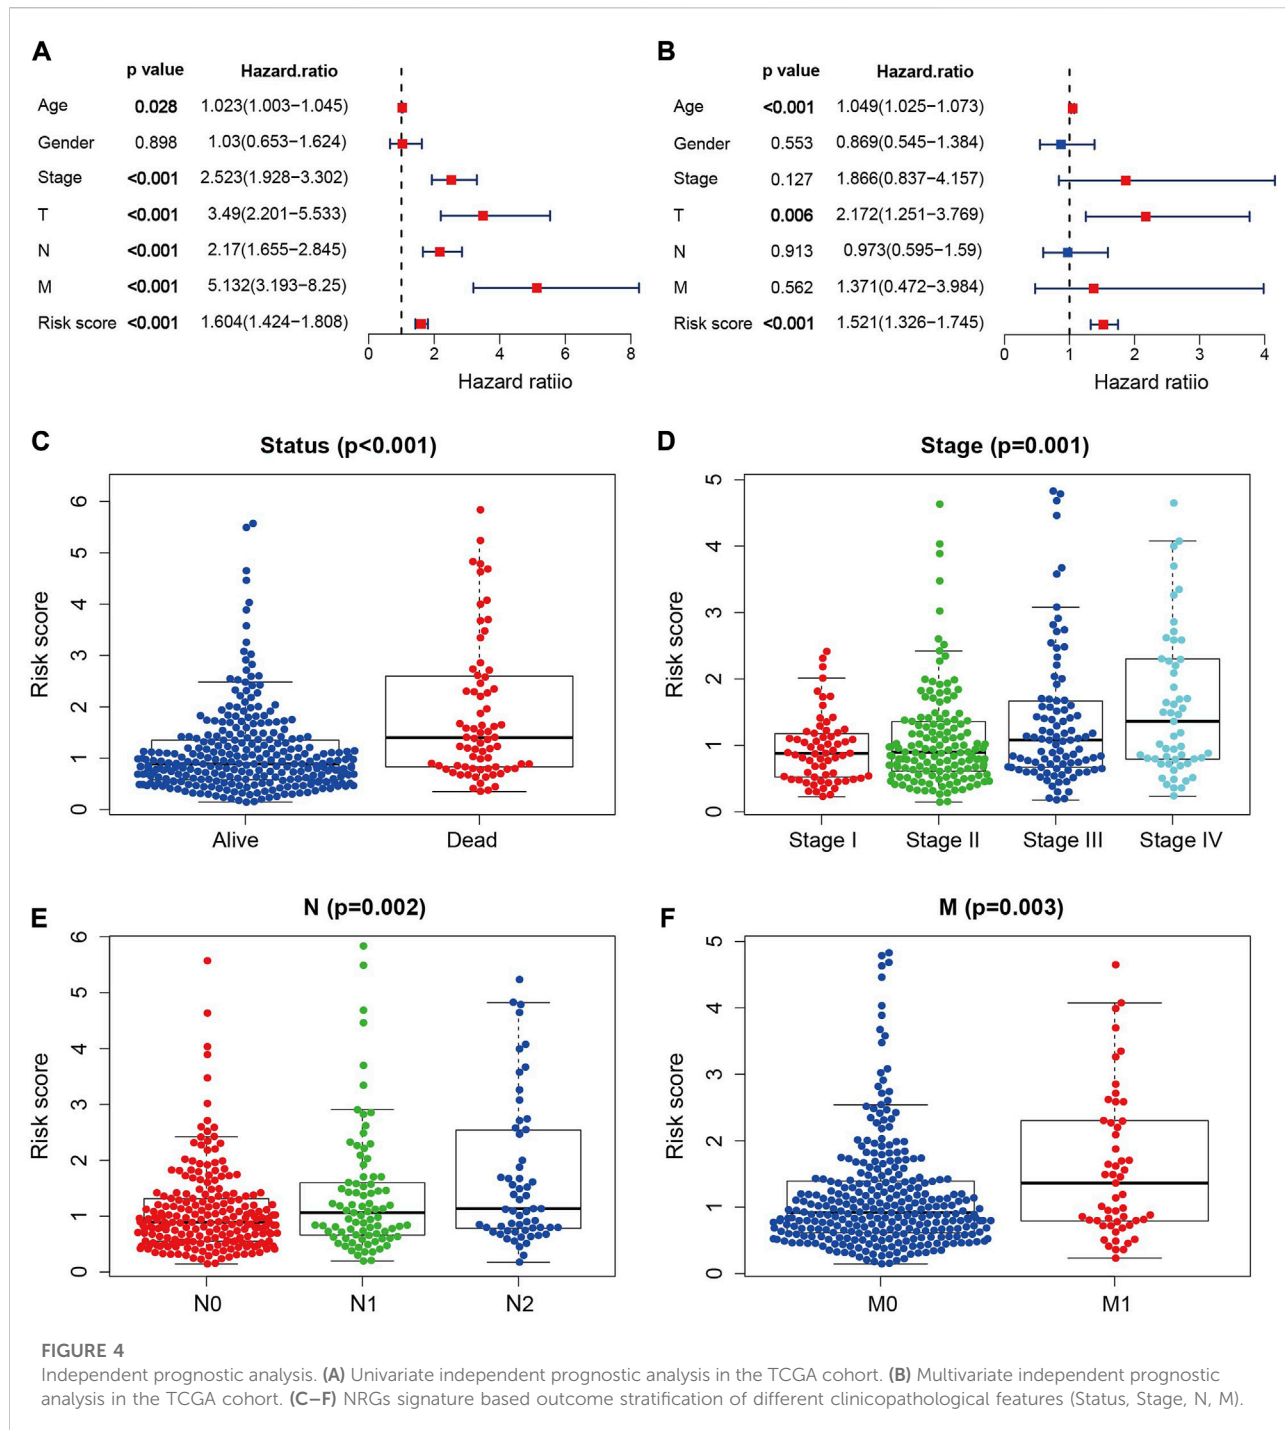 A
p value Hazard.ratio
Age 0.028 1.023(1.003−1.045)
Gender 0.898 1.03(0.653−1.624)
Stage <0.001 2.523(1.928−3.302)
T <0.001 3.49(2.201−5.533)
N <0.001 2.17(1.655−2.845)
M <0.001 5.132(3.193−8.25)
Risk score <0.001 1.604(1.424−1.808)
0 2 4 6 8
Hazard ratiio
B
p value Hazard.ratio
Age <0.001 1.049(1.025−1.073)
Gender 0.553 0.869(0.545−1.384)
Stage 0.127 1.866(0.837−4.157)
T 0.006 2.172(1.251−3.769)
N 0.913 0.973(0.595−1.59)
M 0.562 1.371(0.472−3.984)
Risk score <0.001 1.521(1.326−1.745)
0 1 2 3 4
Hazard ratiio
C
Status (p<0.001)
Risk score
6
5
4
3
2
1
0
Alive Dead
D
Stage (p=0.001)
Risk score
5
4
3
2
1
0
Stage I Stage II Stage III Stage IV
E
N (p=0.002)
Risk score
6
5
4
3
2
1
0
N0 N1 N2
F
M (p=0.003)
Risk score
5
4
3
2
1
0
M0 M1
FIGURE 4
Independent prognostic analysis. (A) Univariate independent prognostic analysis in the TCGA cohort. (B) Multivariate independent prognostic
analysis in the TCGA cohort. (C–F) NRGs signature based outcome stratification of different clinicopathological features (Status, Stage, N, M).